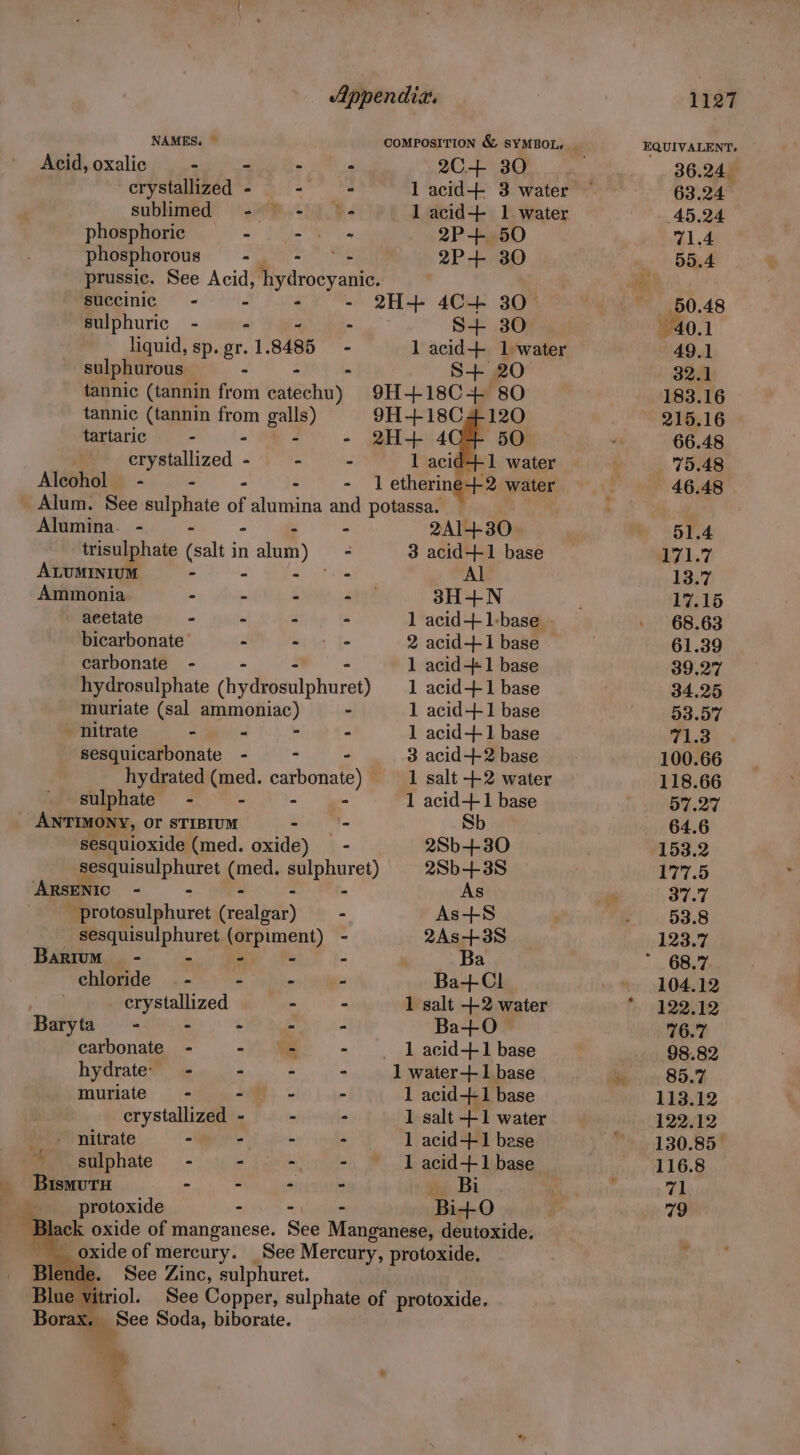 Appendix. 1127
NAMES. COMPOSITION & SYMBOL. EQUIVALENT.
Acid, oxalic - - - - 2C+ 3O 36.24
crystallized - - - 1 acid+ 3 water 63.24
sublimed - - - 1 acid+ 1 water 45.24
phosphoric - - - 2P+ 5O 71.4
phosphorous - - - 2P+ 3O 55.4
prussic. See Acid, hydrocyanic.
succinic - - - - 2H+ 4C+ 3O 50.48
sulphuric - - - - S+ 3O 40.1
liquid, sp. gr. 1.8485 - 1 acid+ 1 water 49.1
sulphurous - - - S+ 2O 32.1
tannic (tannin from catechu) 9H+18C+ 8O 183.16
tannic (tannin from galls) 9H+18C+12O 215.16
tartaric - - - - 2H+ 4C+ 5O 66.48
crystallized - - - 1 acid+1 water 75.48
Alcohol - - - - - 1 etherine+2 water 46.48
Alum. See sulphate of alumina and potassa.
Alumina. - - - - - 2Al+3O 51.4
trisulphate (salt in alum) - 3 acid+1 base 171.7
ALUMINIUM - - - - Al 13.7
Ammonia - - - - 3H+N 17.15
acetate - - - - 1 acid+1 base 68.63
bicarbonate - - - 2 acid+1 base 61.39
carbonate - - - - 1 acid+1 base 39.27
hydrosulphate (hydrosulphuret) 1 acid+1 base 34.25
muriate (sal ammoniac) - 1 acid+1 base 53.57
nitrate - - - - 1 acid+1 base 71.3
sesquicarbonate - - - 3 acid+2 base 100.66
hydrated (med. carbonate) 1 salt+2 water 118.66
sulphate - - - - 1 acid+1 base 57.27
ANTIMONY, or STIBIUM - - Sb 64.6
sesquioxide (med. oxide) - 2Sb+3O 153.2
sesquisulphuret (med. sulphuret) 2Sb+3S 177.5
ARSENIC - - - - - As 37.7
protosulphuret (realgar) - As+S 53.8
sesquisulphuret (orpiment) - 2As+3S 123.7
BARIUM - - - - - Ba 68.7
chloride - - - - Ba+Cl 104.12
crystallized - - 1 salt+2 water 122.12
Baryta - - - - - Ba+O 76.7
carbonate - - - - 1 acid+1 base 98.82
hydrate - - - - 1 water+1 base 85.7
muriate - - - - 1 acid+1 base 113.12
crystallized - - - 1 salt+1 water 122.12
nitrate - - - - 1 acid+1 base 130.85
sulphate - - - - 1 acid+1 base 116.8
BISMUTH - - - - Bi 71
protoxide - - - Bi+O 79
Black oxide of manganese. See Manganese, deutoxide.
oxide of mercury. See Mercury, protoxide.
Blende. See Zinc, sulphuret.
Blue vitriol. See Copper, sulphate of protoxide.
Borax. See Soda, biborate.